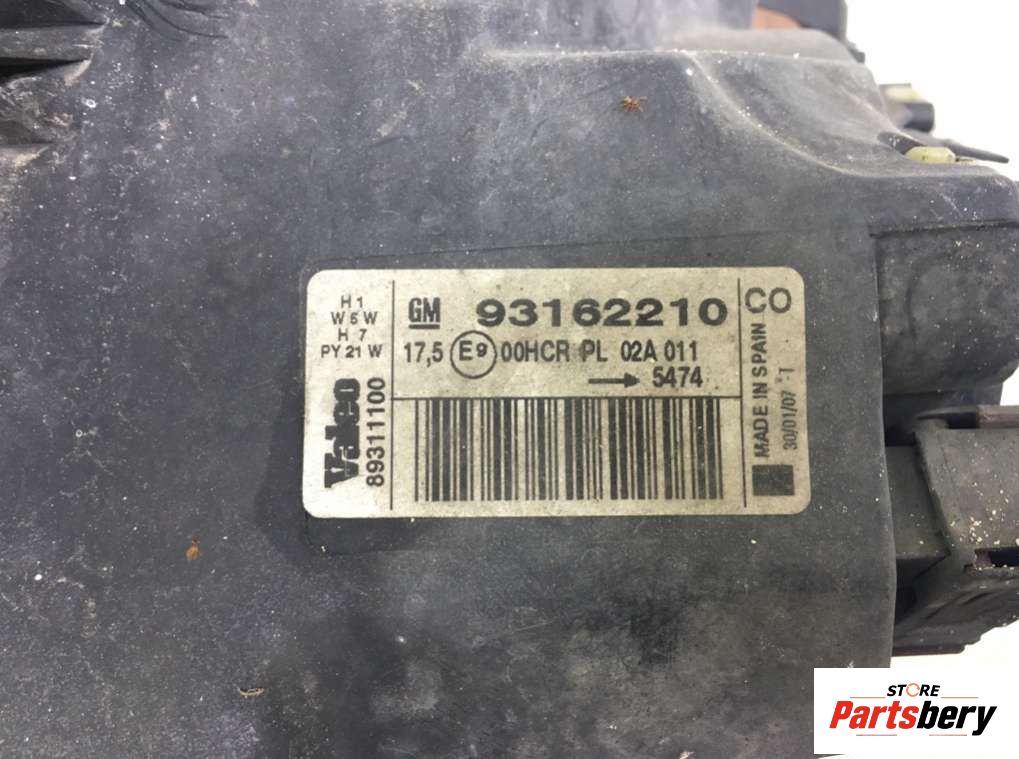 H1
W5W
H7
PY21W
Valeo
89311100
GM 93162210
17,5 E9 00HCR PL 02A 011
5474
CO
MADE IN SPAIN
30/01/07 -1
STORE
Partsbery